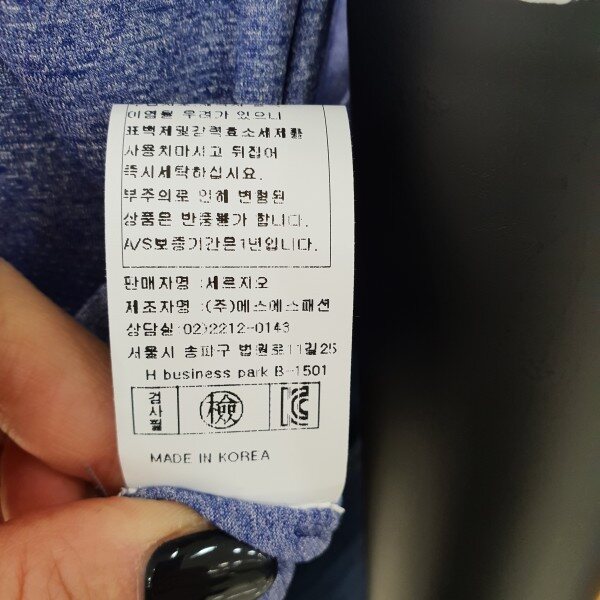 이염될 우려가 있으니
표백제및강력효소세제를
사용치마시고 뒤집어
즉시세탁하십시요.
부주의로 인해 변형된
상품은 반품불가 합니다.
A/S보증기간은1년입니다.
판매자명 :세르지오
제조자명 :(주)에스에스패션
상담실:02)2212-0143
서울시 송파구 법원로11길25
H business park B-1501
검사필 檢 KC
MADE IN KOREA